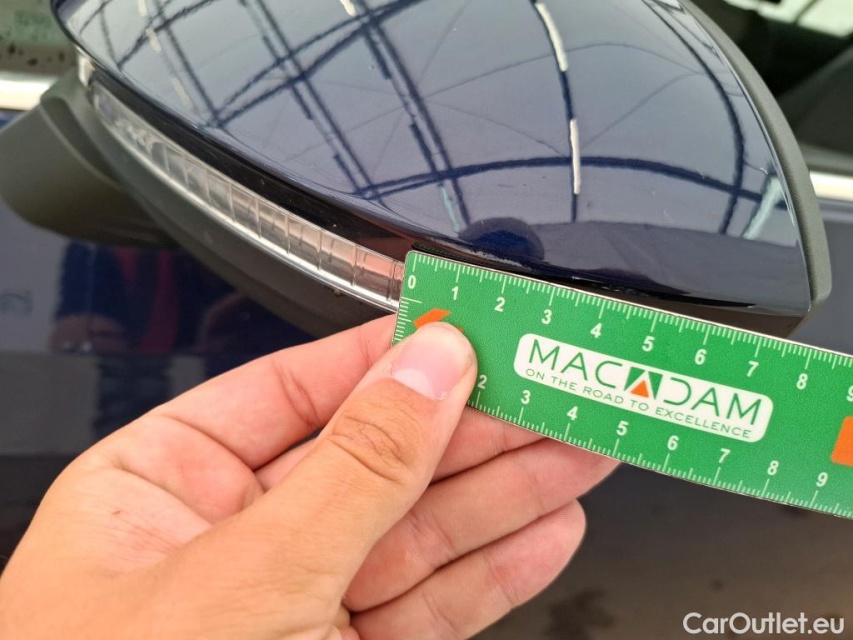 0 1 2 3 4 5 6 7 8 9
MACADAM
ON THE ROAD TO EXCELLENCE
2 3 4 5 6 7 8 9
CarOutlet.eu